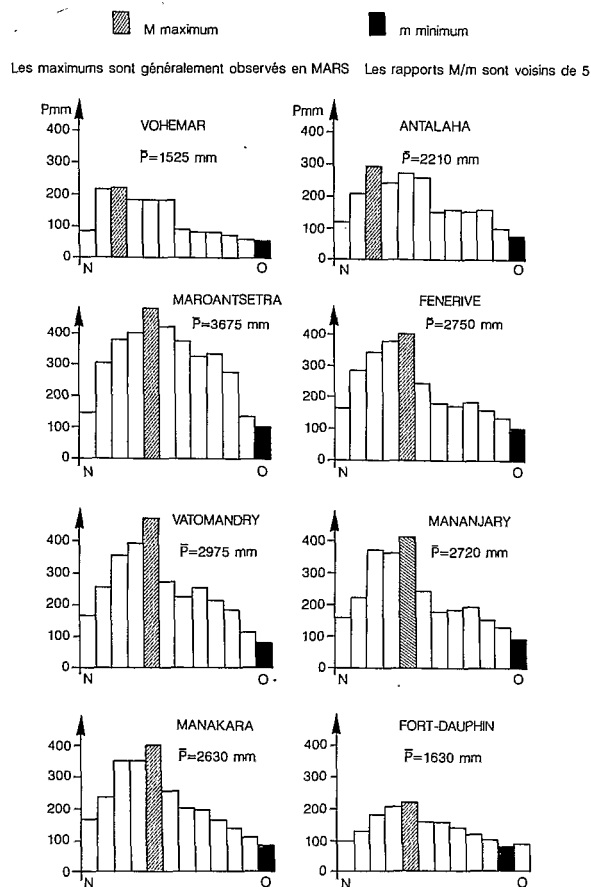 M maximum m minimum
Les maximums sont généralement observés en MARS Les rapports M/m sont voisins de 5
Pmm
400
300
200
100
0
VOHEMAR
P̄=1525 mm
N O
Pmm
400
300
200
100
0
ANTALAHA
P̄=2210 mm
N O
400
300
200
100
0
MAROANTSETRA
P̄=3675 mm
N O
400
300
200
100
0
FENERIVE
P̄=2750 mm
N O
400
300
200
100
0
VATOMANDRY
P̄=2975 mm
N O
400
300
200
100
0
MANANJARY
P̄=2720 mm
N O
400
300
200
100
0
MANAKARA
P̄=2630 mm
N O
400
300
200
100
0
FORT-DAUPHIN
P̄=1630 mm
N O